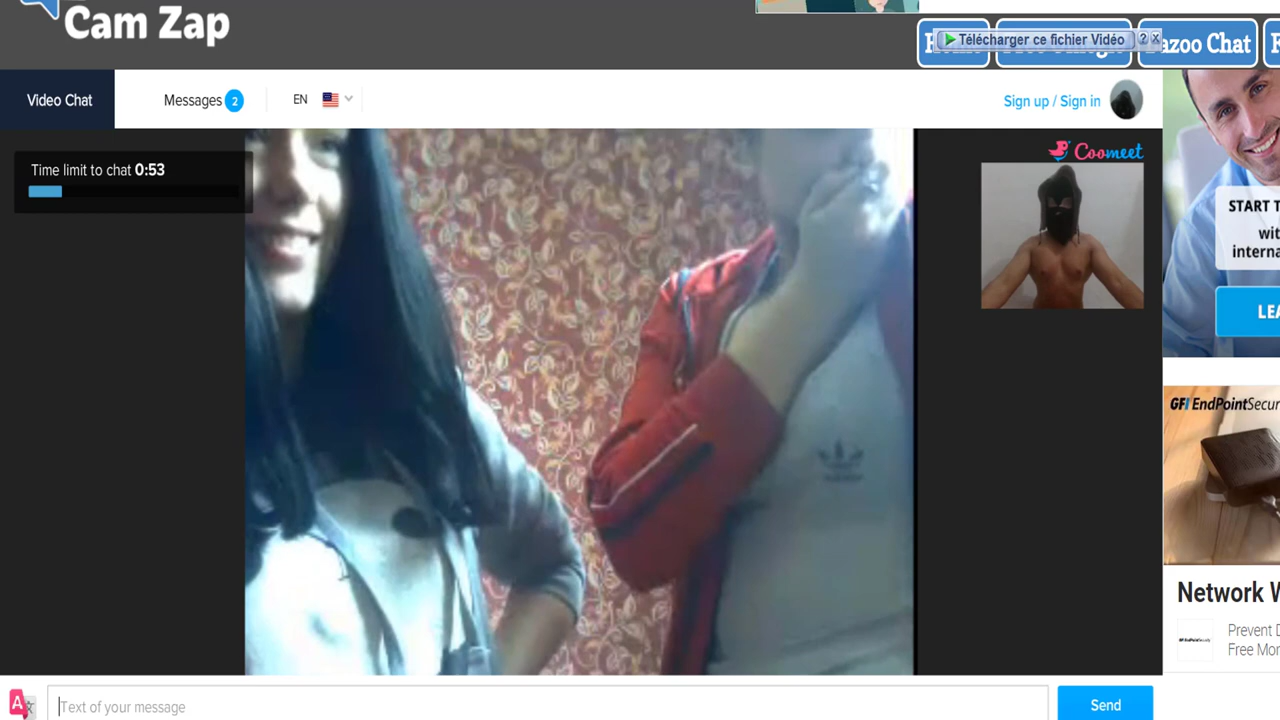 Cam Zap
Télécharger ce fichier Vidéo ? x
azoo Chat
Video Chat
Messages 2
EN
Sign up / Sign in
Time limit to chat 0:53
Coomeet
START T
wit
interna
LEA
GFI EndPointSecur
Network W
Prevent D
Free Mor
Text of your message
Send